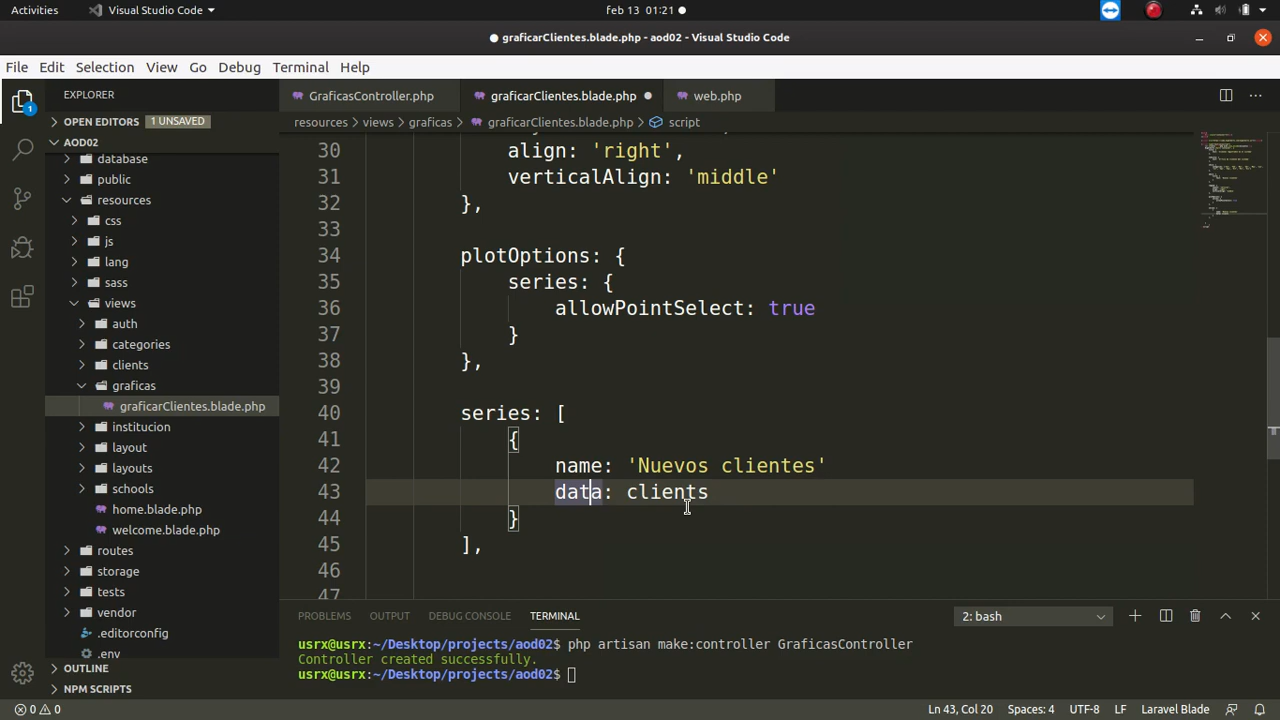 Activities
Visual Studio Code
feb 13 01:21
graficarClientes.blade.php - aod02 - Visual Studio Code
File Edit Selection View Go Debug Terminal Help
1
EXPLORER
OPEN EDITORS 1 UNSAVED
AOD02
database
public
resources
css
js
lang
sass
views
auth
categories
clients
graficas
graficarClientes.blade.php
institucion
layout
layouts
schools
home.blade.php
welcome.blade.php
routes
storage
tests
vendor
.editorconfig
.env
OUTLINE
NPM SCRIPTS
GraficasController.php graficarClientes.blade.php web.php
resources > views > graficas > graficarClientes.blade.php > script
30 align: 'right',
31 verticalAlign: 'middle'
32 },
33
34 plotOptions: {
35 series: {
36 allowPointSelect: true
37 }
38 },
39
40 series: [
41 {
42 name: 'Nuevos clientes'
43 data: clients
44 }
45 ],
46
47
PROBLEMS OUTPUT DEBUG CONSOLE TERMINAL 2: bash
usrx@usrx:~/Desktop/projects/aod02$ php artisan make:controller GraficasController
Controller created successfully.
usrx@usrx:~/Desktop/projects/aod02$
0 0 Ln 43, Col 20 Spaces: 4 UTF-8 LF Laravel Blade